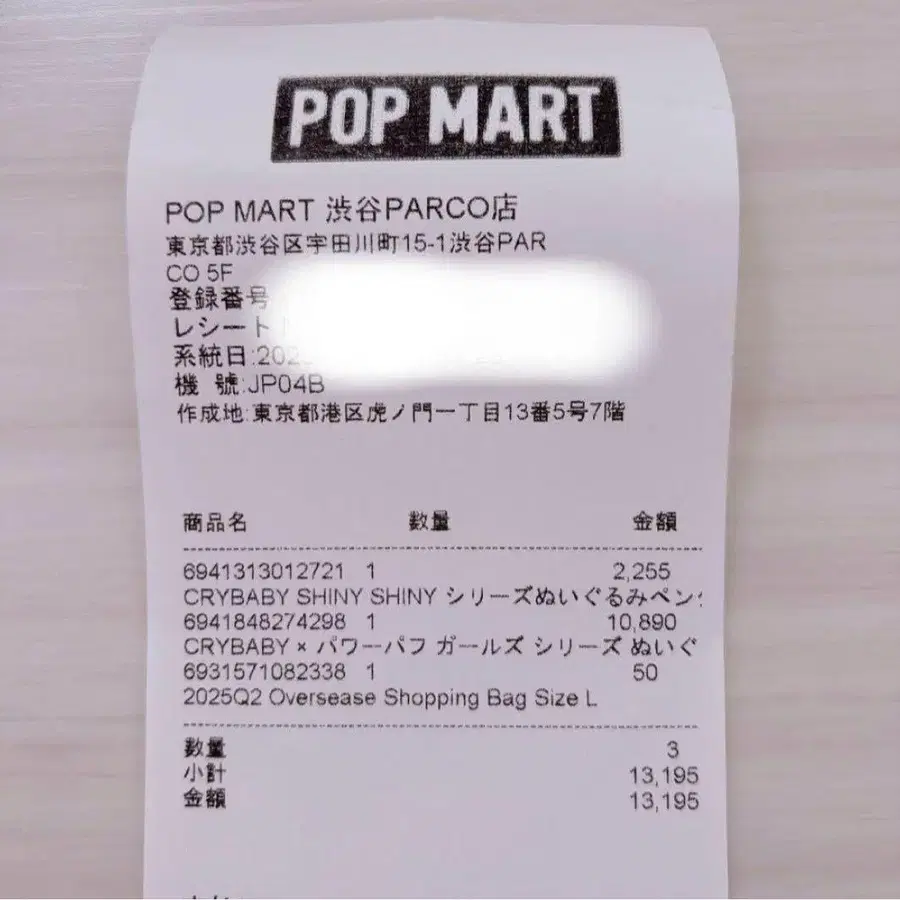 POP MART
POP MART 渋谷PARCO店
東京都渋谷区宇田川町15-1渋谷PAR
CO 5F
登録番号
レシート
系統日:202
機 號:JP04B
作成地:東京都港区虎ノ門一丁目13番5号7階
商品名 数量 金額
6941313012721 1 2,255
CRYBABY SHINY SHINY シリーズぬいぐるみペン
6941848274298 1 10,890
CRYBABY × パワーパフ ガールズ シリーズ ぬいぐ
6931571082338 1 50
2025Q2 Oversease Shopping Bag Size L
数量 3
小計 13,195
金額 13,195